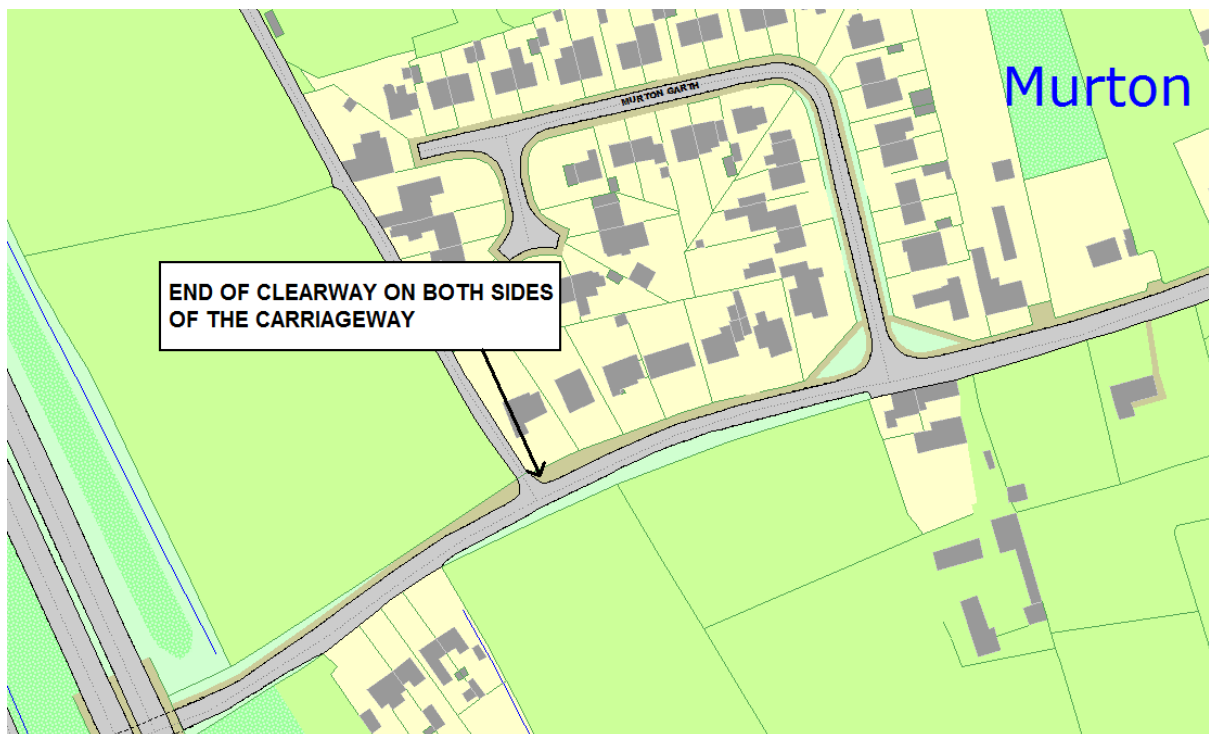 Murton
MURTON GARTH
END OF CLEARWAY ON BOTH SIDES
OF THE CARRIAGEWAY